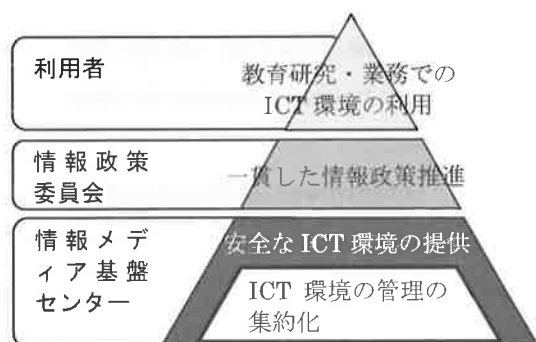 利用者
教育研究・業務での
ICT 環境の利用
情報政策
委員会
一貫した情報政策推進
情報メデ
ィア基盤
センター
安全な ICT 環境の提供
ICT 環境の管理の
集約化